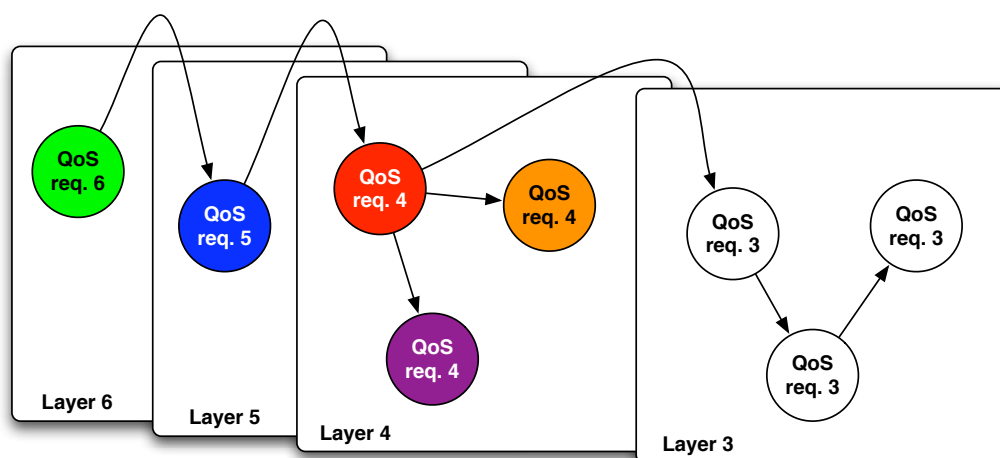 QoS
req. 6
Layer 6
QoS
req. 5
Layer 5
QoS
req. 4
QoS
req. 4
QoS
req. 4
Layer 4
QoS
req. 3
QoS
req. 3
QoS
req. 3
Layer 3